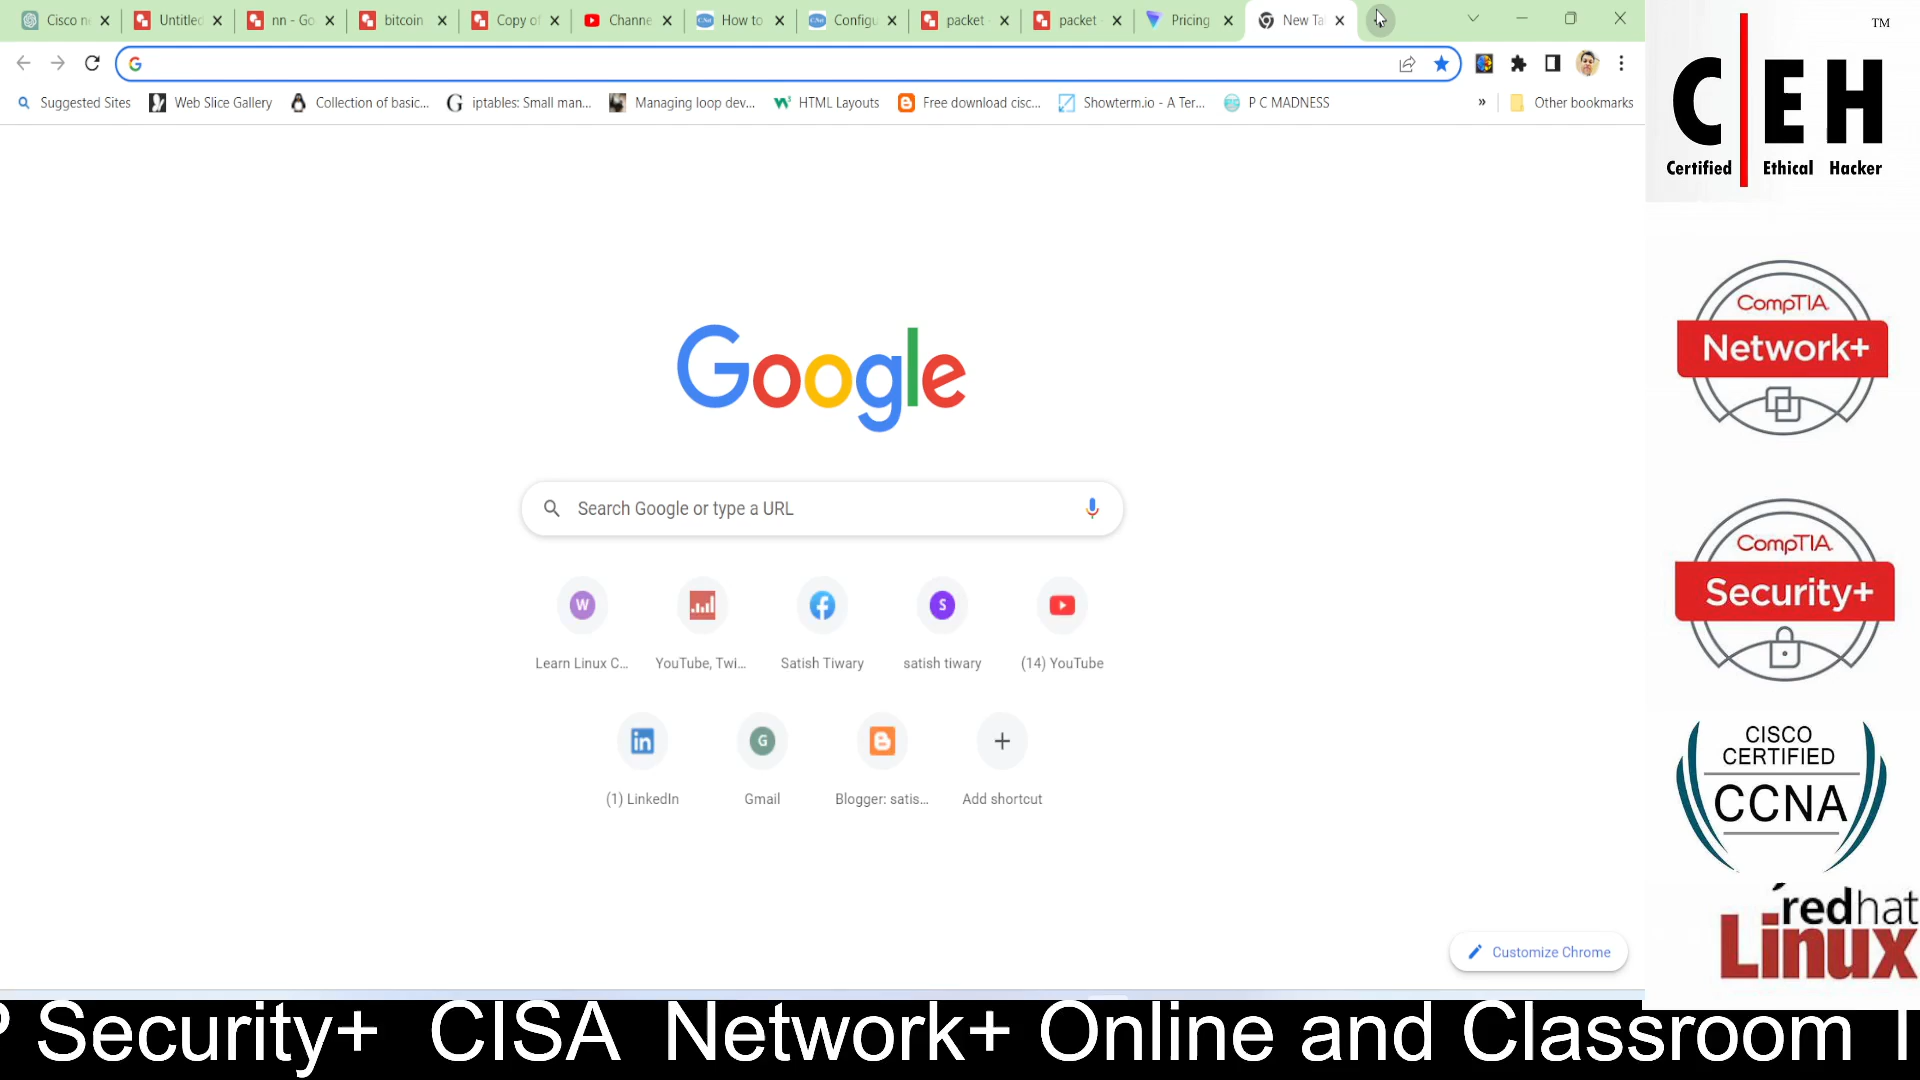 Cisco ne
Untitled
nn - Go
bitcoin
Copy of
Channe
How to
Configu
packet
packet
Pricing
New Ta
Suggested Sites
Web Slice Gallery
Collection of basic...
iptables: Small man...
Managing loop dev...
HTML Layouts
Free download cisc...
Showterm.io - A Ter...
P C MADNESS
»
Other bookmarks
Google
Search Google or type a URL
W
S
Learn Linux C...
YouTube, Twi...
Satish Tiwary
satish tiwary
(14) YouTube
in
G
(1) LinkedIn
Gmail
Blogger: satis...
Add shortcut
Customize Chrome
TM
C EH
Certified Ethical Hacker
CompTIA
Network+
CompTIA
Security+
CISCO
CERTIFIED
CCNA
redhat
Linux
P Security+ CISA Network+ Online and Classroom T